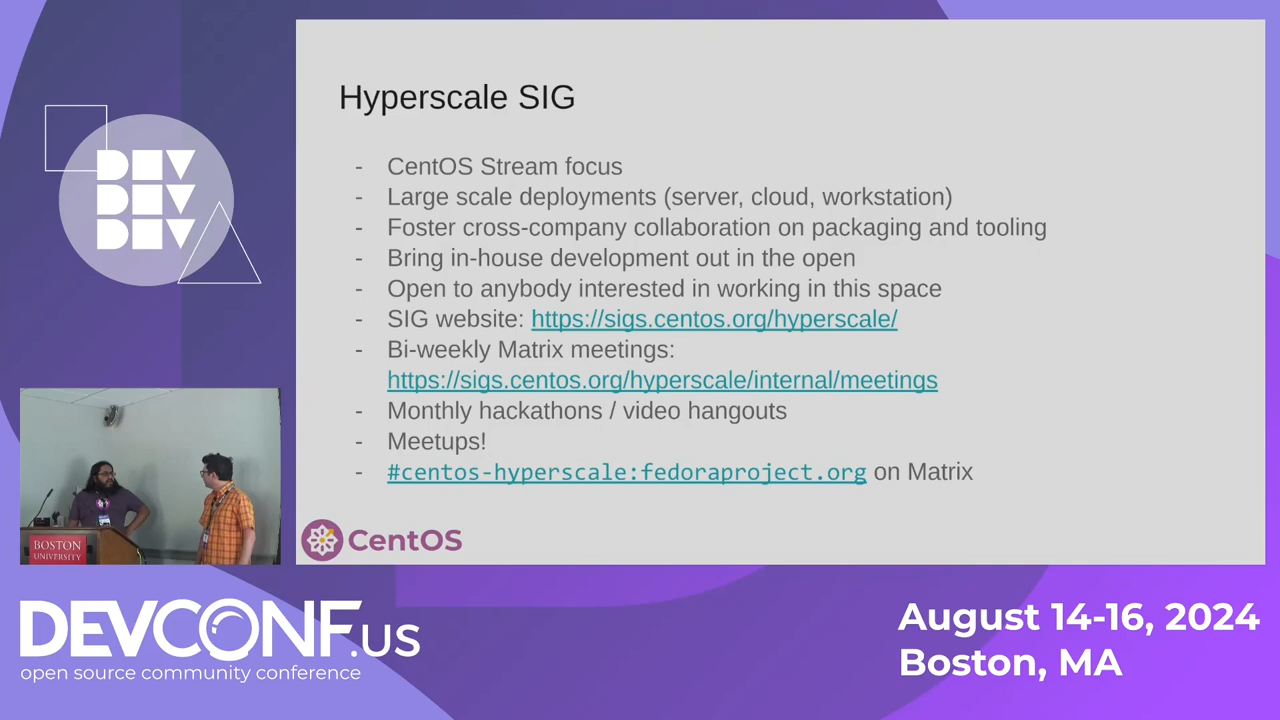 DEV
DEV
DEV
Hyperscale SIG
- CentOS Stream focus
- Large scale deployments (server, cloud, workstation)
- Foster cross-company collaboration on packaging and tooling
- Bring in-house development out in the open
- Open to anybody interested in working in this space
- SIG website: https://sigs.centos.org/hyperscale/
- Bi-weekly Matrix meetings:
https://sigs.centos.org/hyperscale/internal/meetings
- Monthly hackathons / video hangouts
- Meetups!
- #centos-hyperscale:fedoraproject.org on Matrix
CentOS
BOSTON
UNIVERSITY
DEVCONF.US
open source community conference
August 14-16, 2024
Boston, MA